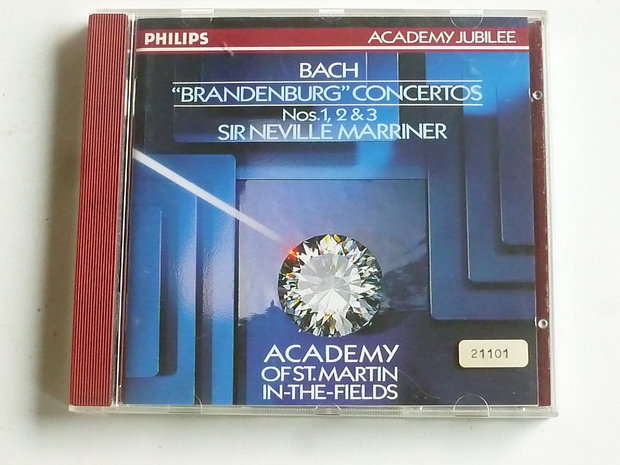 PHILIPS
ACADEMY JUBILEE
BACH
“BRANDENBURG” CONCERTOS
Nos.1, 2 & 3
SIR NEVILLE MARRINER
ACADEMY
OF ST. MARTIN
IN-THE-FIELDS
21101